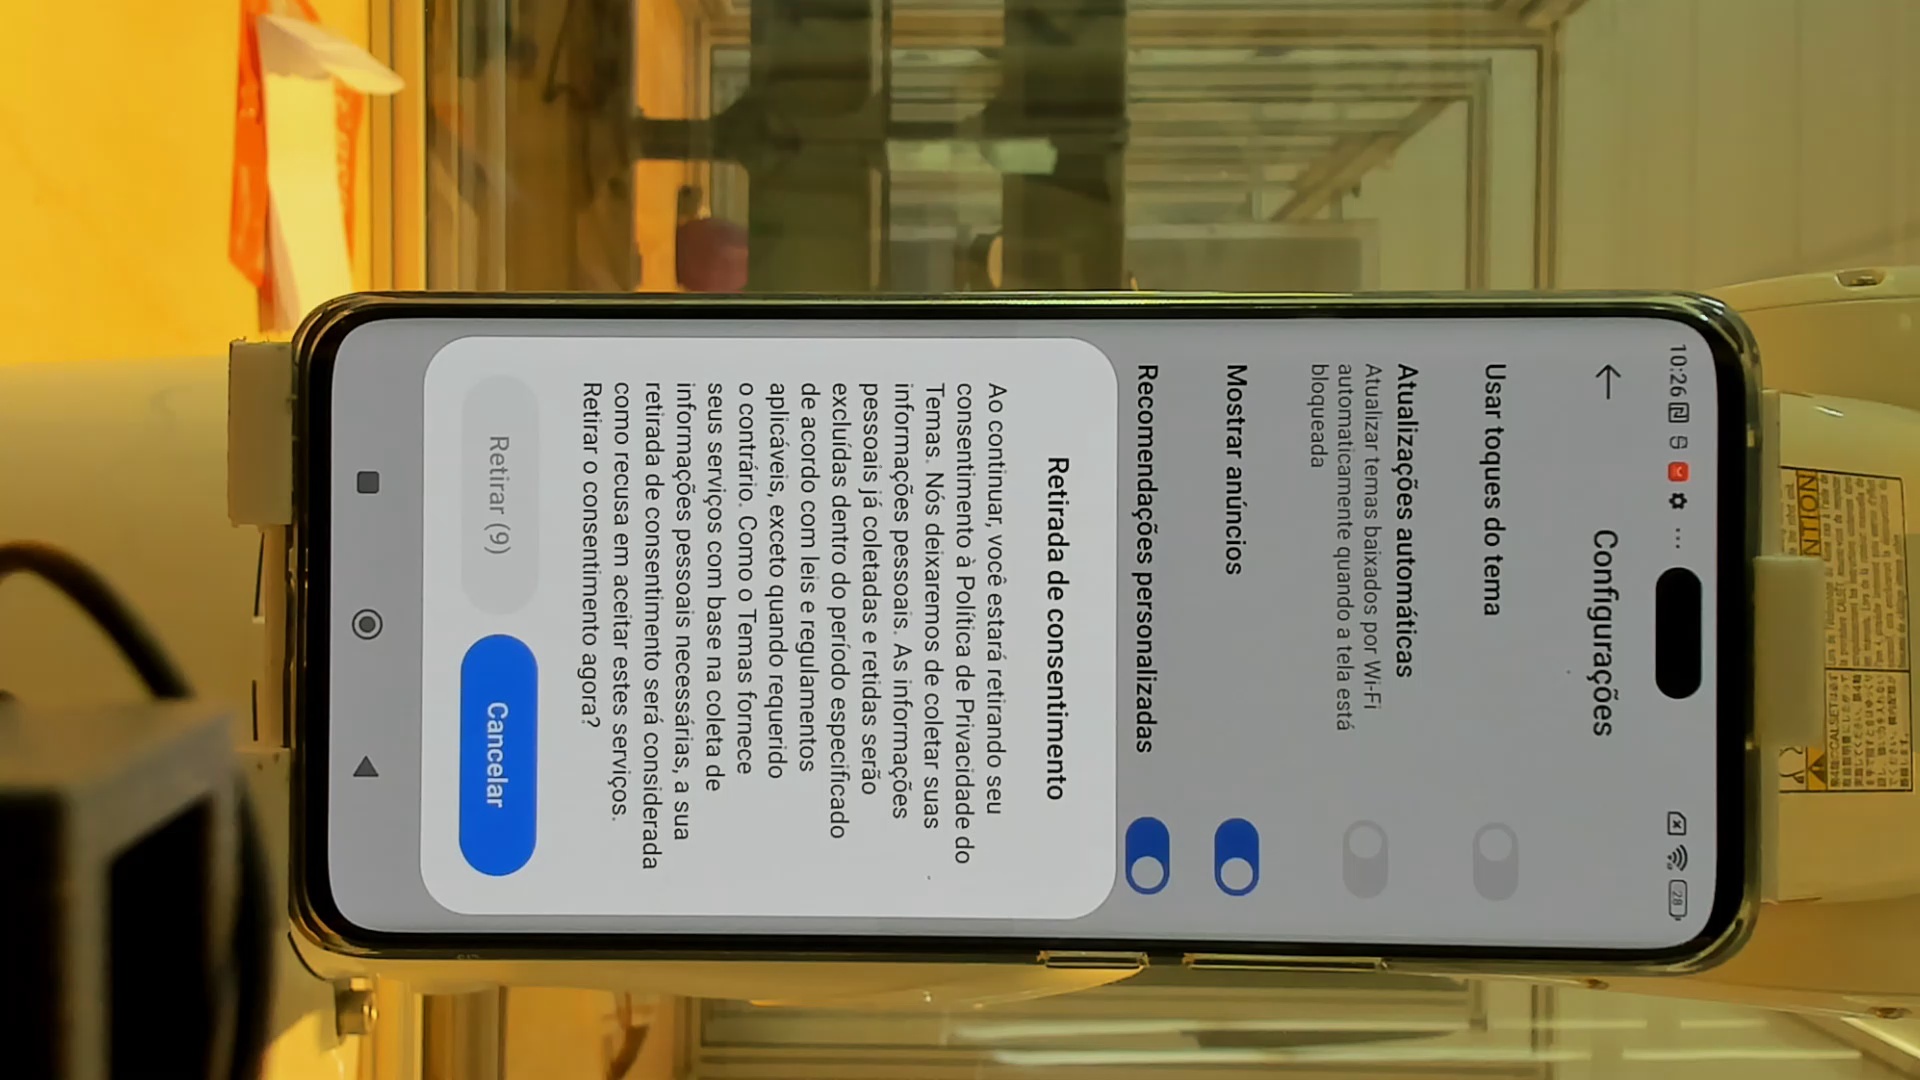 10:26
28
Configurações
Usar toques do tema
Atualizações automáticas
Atualizar temas baixados por Wi-Fi
automaticamente quando a tela está
bloqueada
Mostrar anúncios
Recomendações personalizadas
Retirada de consentimento
Ao continuar, você estará retirando seu
consentimento à Política de Privacidade do
Temas. Nós deixaremos de coletar suas
informações pessoais. As informações
pessoais já coletadas e retidas serão
excluídas dentro do período especificado
de acordo com leis e regulamentos
aplicáveis, exceto quando requerido
o contrário. Como o Temas fornece
seus serviços com base na coleta de
informações pessoais necessárias, a sua
retirada de consentimento será considerada
como recusa em aceitar estes serviços.
Retirar o consentimento agora?
Retirar (9)
Cancelar